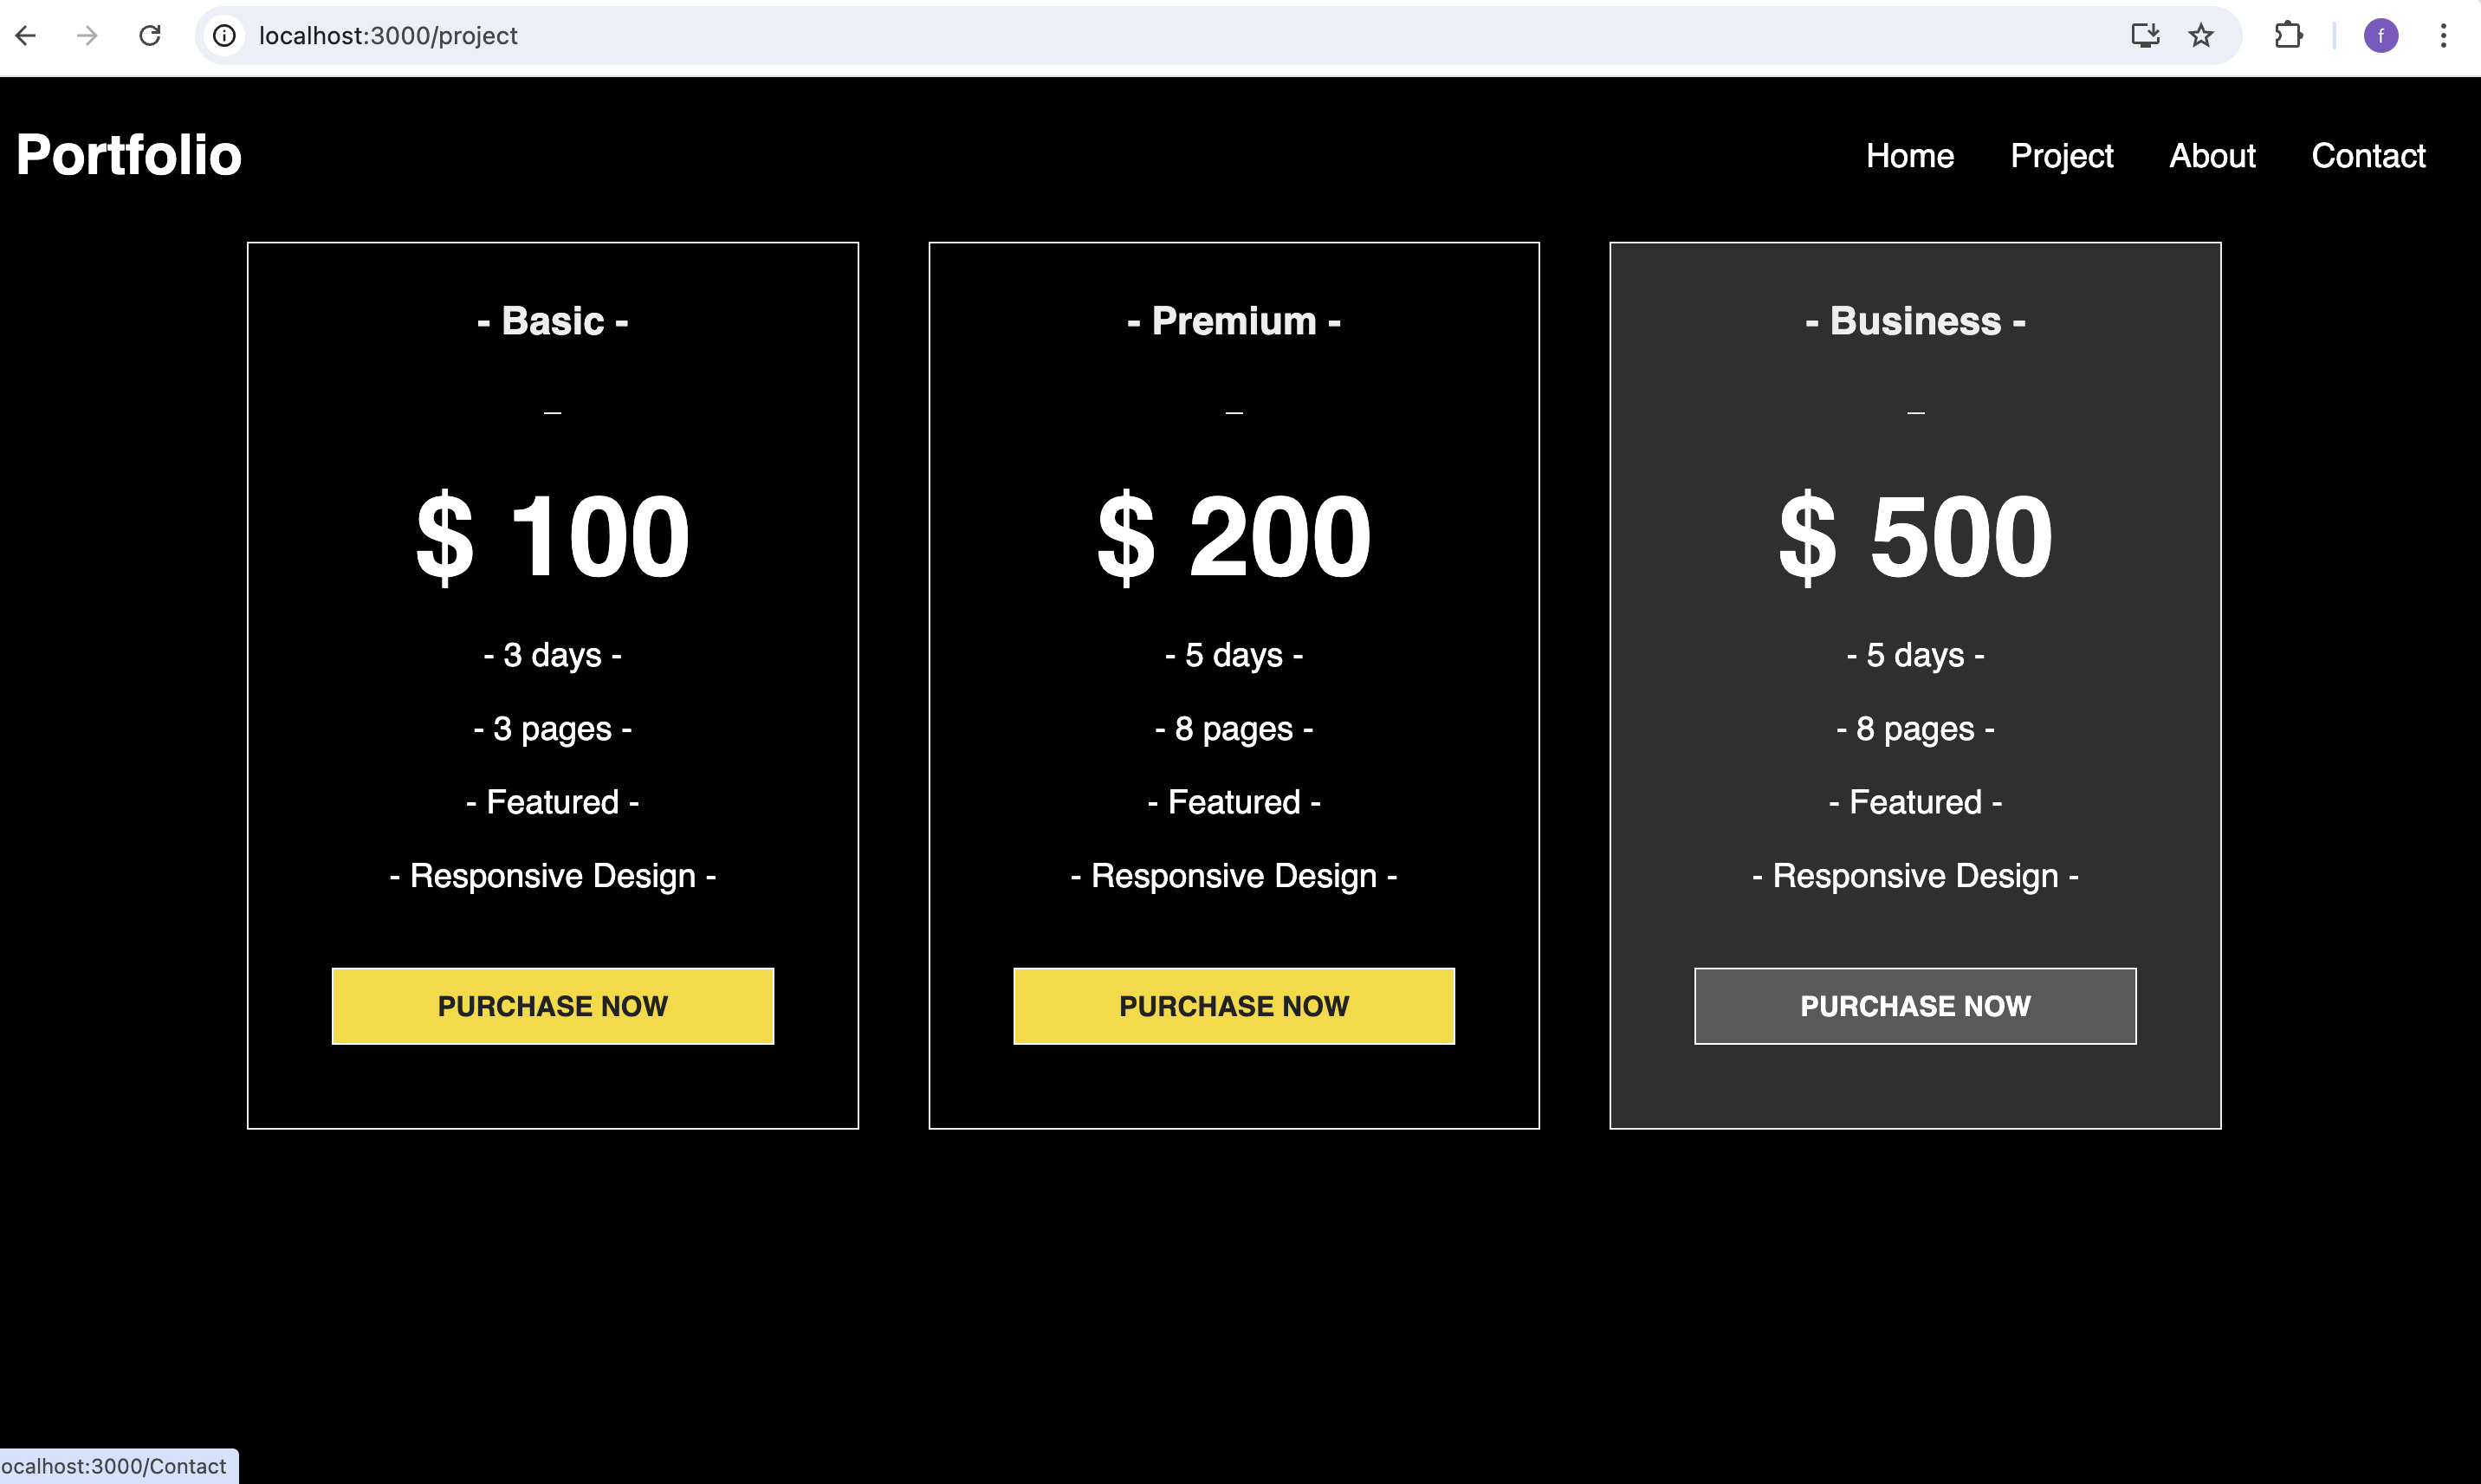 localhost:3000/project
f
Portfolio
Home Project About Contact
- Basic -
_
$ 100
- 3 days -
- 3 pages -
- Featured -
- Responsive Design -
PURCHASE NOW
- Premium -
_
$ 200
- 5 days -
- 8 pages -
- Featured -
- Responsive Design -
PURCHASE NOW
- Business -
_
$ 500
- 5 days -
- 8 pages -
- Featured -
- Responsive Design -
PURCHASE NOW
ocalhost:3000/Contact